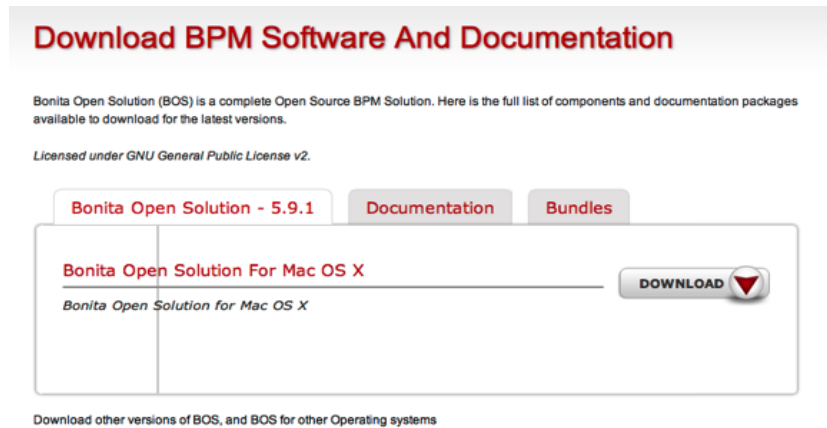 Download BPM Software And Documentation
Bonita Open Solution (BOS) is a complete Open Source BPM Solution. Here is the full list of components and documentation packages
available to download for the latest versions.
Licensed under GNU General Public License v2.
Bonita Open Solution - 5.9.1 Documentation Bundles
Bonita Open Solution For Mac OS X
DOWNLOAD
Bonita Open Solution for Mac OS X
Download other versions of BOS, and BOS for other Operating systems